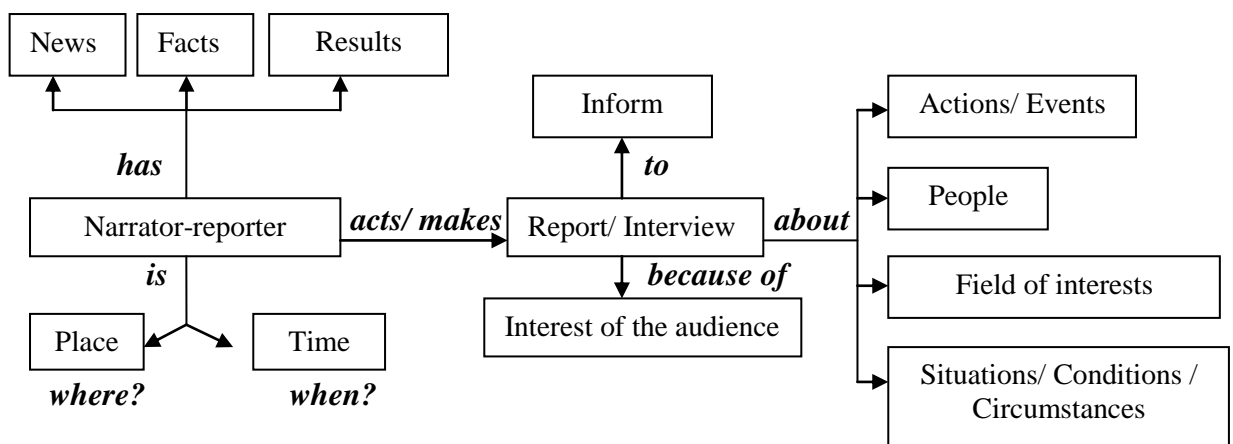 News
Facts
Results
Inform
Actions/ Events
has
to
People
Narrator-reporter
acts/ makes
Report/ Interview
about
is
because of
Field of interests
Place
Time
Interest of the audience
where?
when?
Situations/ Conditions /
Circumstances